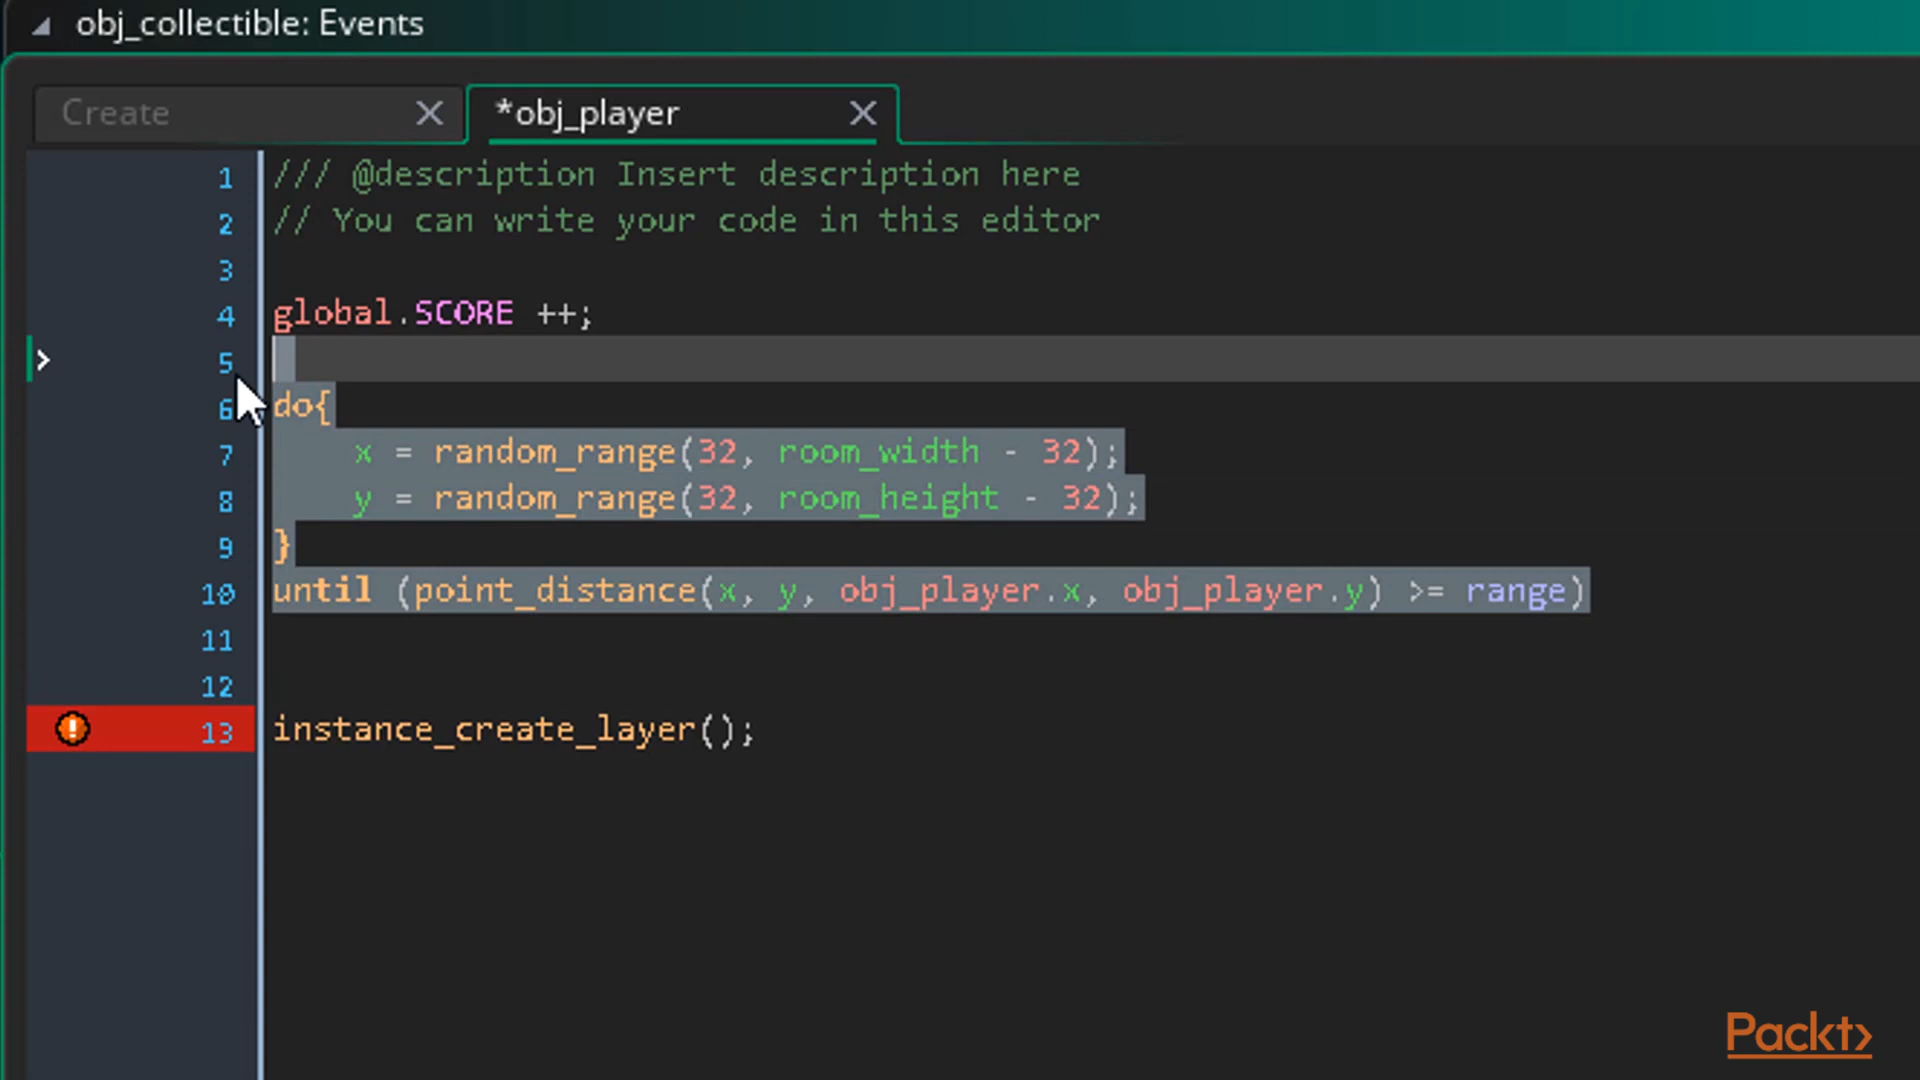 obj_collectible: Events
Create
*obj_player
1 /// @description Insert description here
2 // You can write your code in this editor
3
4 global.SCORE ++;
5
6 do{
7 x = random_range(32, room_width - 32);
8 y = random_range(32, room_height - 32);
9 }
10 until (point_distance(x, y, obj_player.x, obj_player.y) >= range)
11
12
13 instance_create_layer();
Packt>